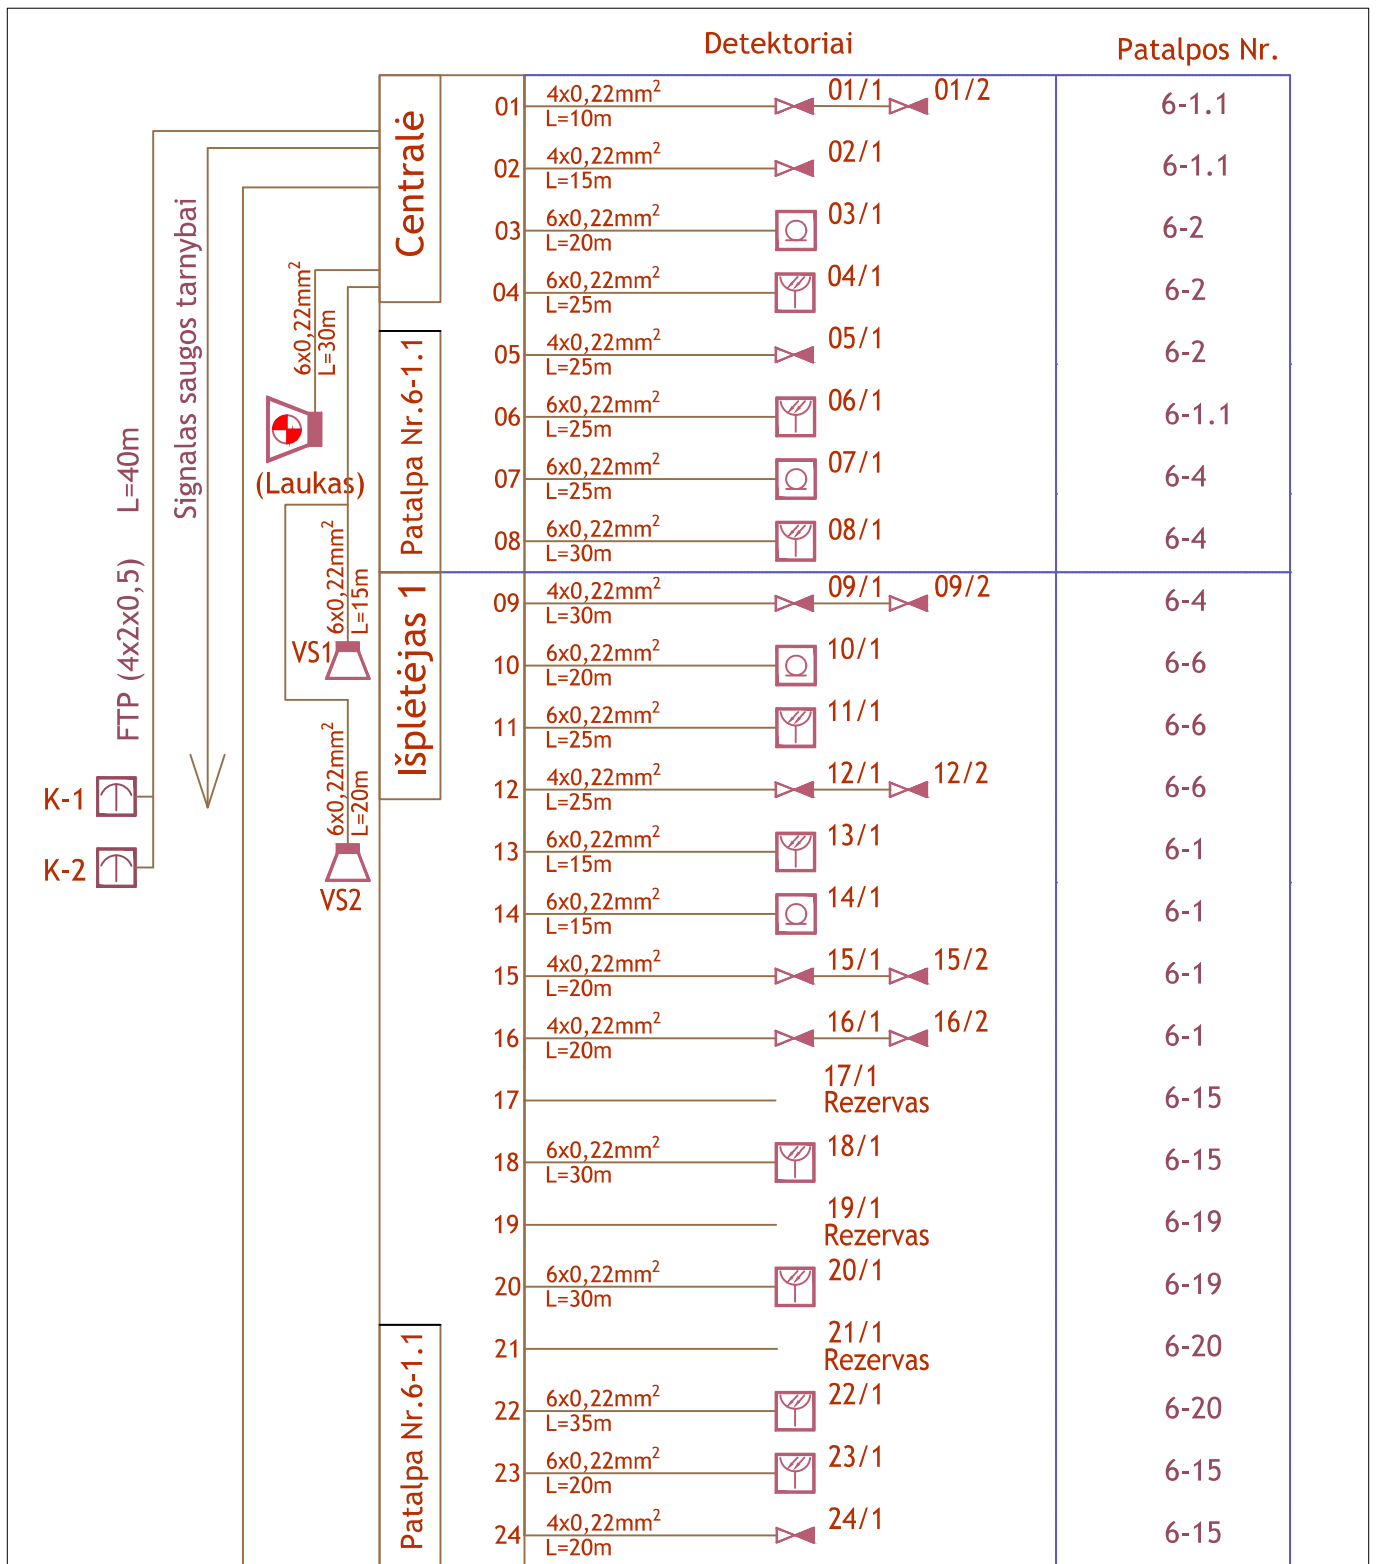 Detektoriai
Patalpos Nr.
Centralė
Patalpa Nr.6-1.1
Išplėtėjas 1
Patalpa Nr.6-1.1
Signalas saugos tarnybai
FTP (4x2x0,5) L=40m
6x0,22mm²
L=30m
(Laukas)
6x0,22mm²
L=15m
VS1
6x0,22mm²
L=20m
VS2
K-1
K-2
01 4x0,22mm² 01/1 01/2 6-1.1
L=10m
02 4x0,22mm² 02/1 6-1.1
L=15m
03 6x0,22mm² 03/1 6-2
L=20m
04 6x0,22mm² 04/1 6-2
L=25m
05 4x0,22mm² 05/1 6-2
L=25m
06 6x0,22mm² 06/1 6-1.1
L=25m
07 6x0,22mm² 07/1 6-4
L=25m
08 6x0,22mm² 08/1 6-4
L=30m
09 4x0,22mm² 09/1 09/2 6-4
L=30m
10 6x0,22mm² 10/1 6-6
L=20m
11 6x0,22mm² 11/1 6-6
L=25m
12 4x0,22mm² 12/1 12/2 6-6
L=25m
13 6x0,22mm² 13/1 6-1
L=15m
14 6x0,22mm² 14/1 6-1
L=15m
15 4x0,22mm² 15/1 15/2 6-1
L=20m
16 4x0,22mm² 16/1 16/2 6-1
L=20m
17 17/1 6-15
Rezervas
18 6x0,22mm² 18/1 6-15
L=30m
19 19/1 6-19
Rezervas
20 6x0,22mm² 20/1 6-19
L=30m
21 21/1 6-20
Rezervas
22 6x0,22mm² 22/1 6-20
L=35m
23 6x0,22mm² 23/1 6-15
L=20m
24 4x0,22mm² 24/1 6-15
L=20m